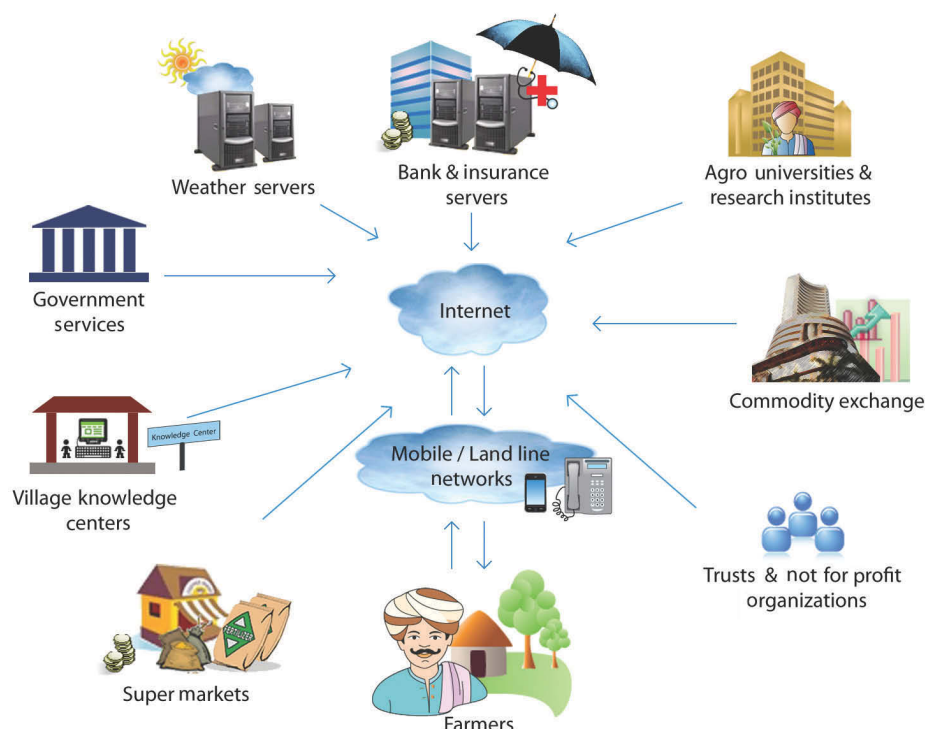 Weather servers
Bank & insurance
servers
Agro universities &
research institutes
Government
services
Internet
Commodity exchange
Knowledge Center
Village knowledge
centers
Mobile / Land line
networks
Trusts & not for profit
organizations
FERTILIZER
Super markets
Farmers